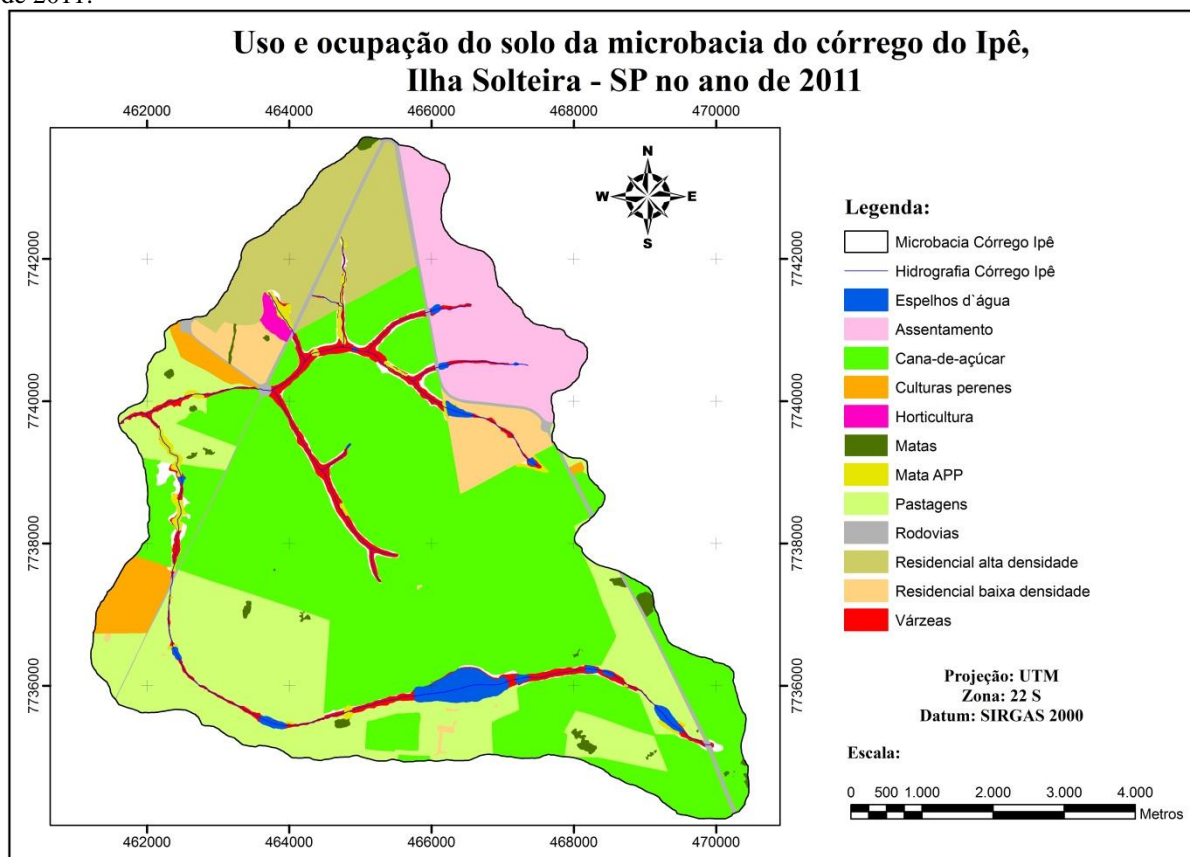 de 2011.
Uso e ocupação do solo da microbacia do córrego do Ipê,
Ilha Solteira - SP no ano de 2011
462000 464000 466000 468000 470000
N
W E
S
7742000 7742000
7740000 7740000
7738000 7738000
7736000 7736000
462000 464000 466000 468000 470000
Legenda:
Microbacia Córrego Ipê
Hidrografia Córrego Ipê
Espelhos d`água
Assentamento
Cana-de-açúcar
Culturas perenes
Horticultura
Matas
Mata APP
Pastagens
Rodovias
Residencial alta densidade
Residencial baixa densidade
Várzeas
Projeção: UTM
Zona: 22 S
Datum: SIRGAS 2000
Escala:
0 500 1.000 2.000 3.000 4.000
Metros